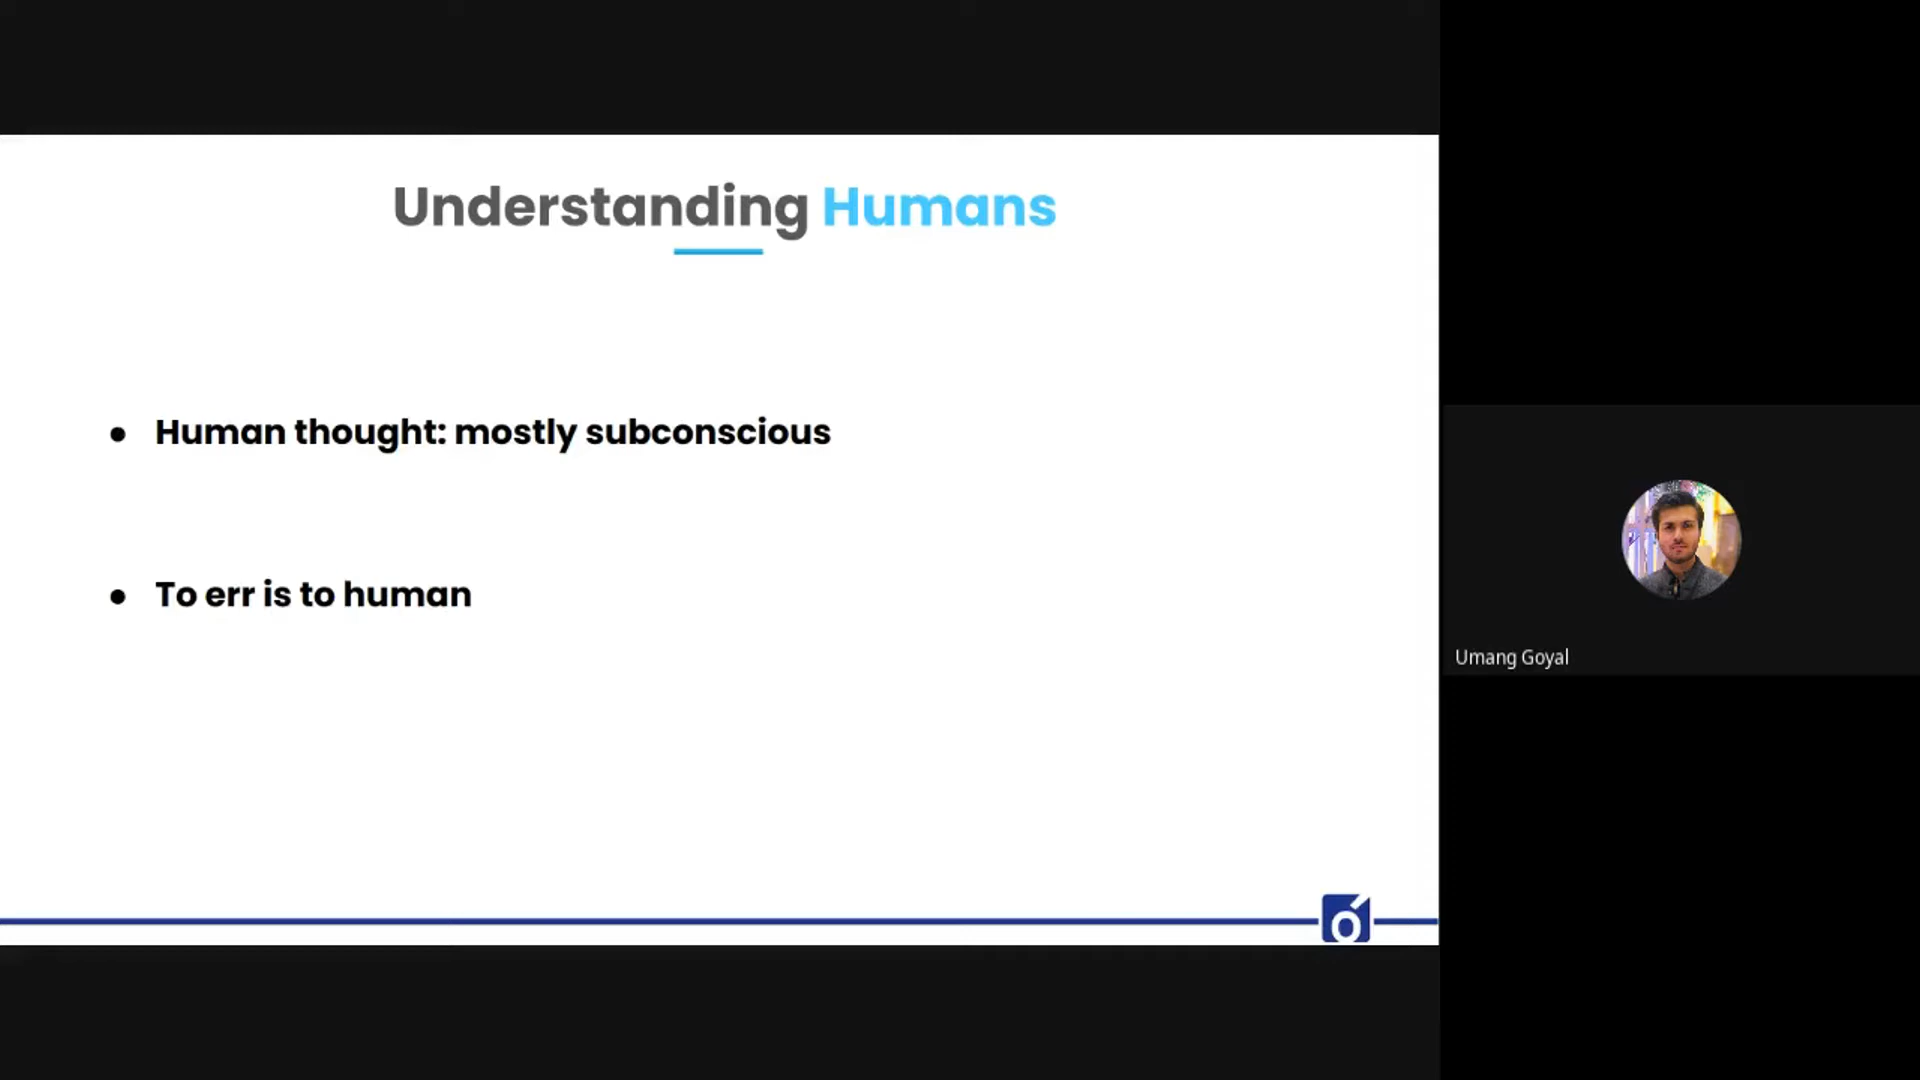 Understanding Humans
● Human thought: mostly subconscious
● To err is to human
Umang Goyal